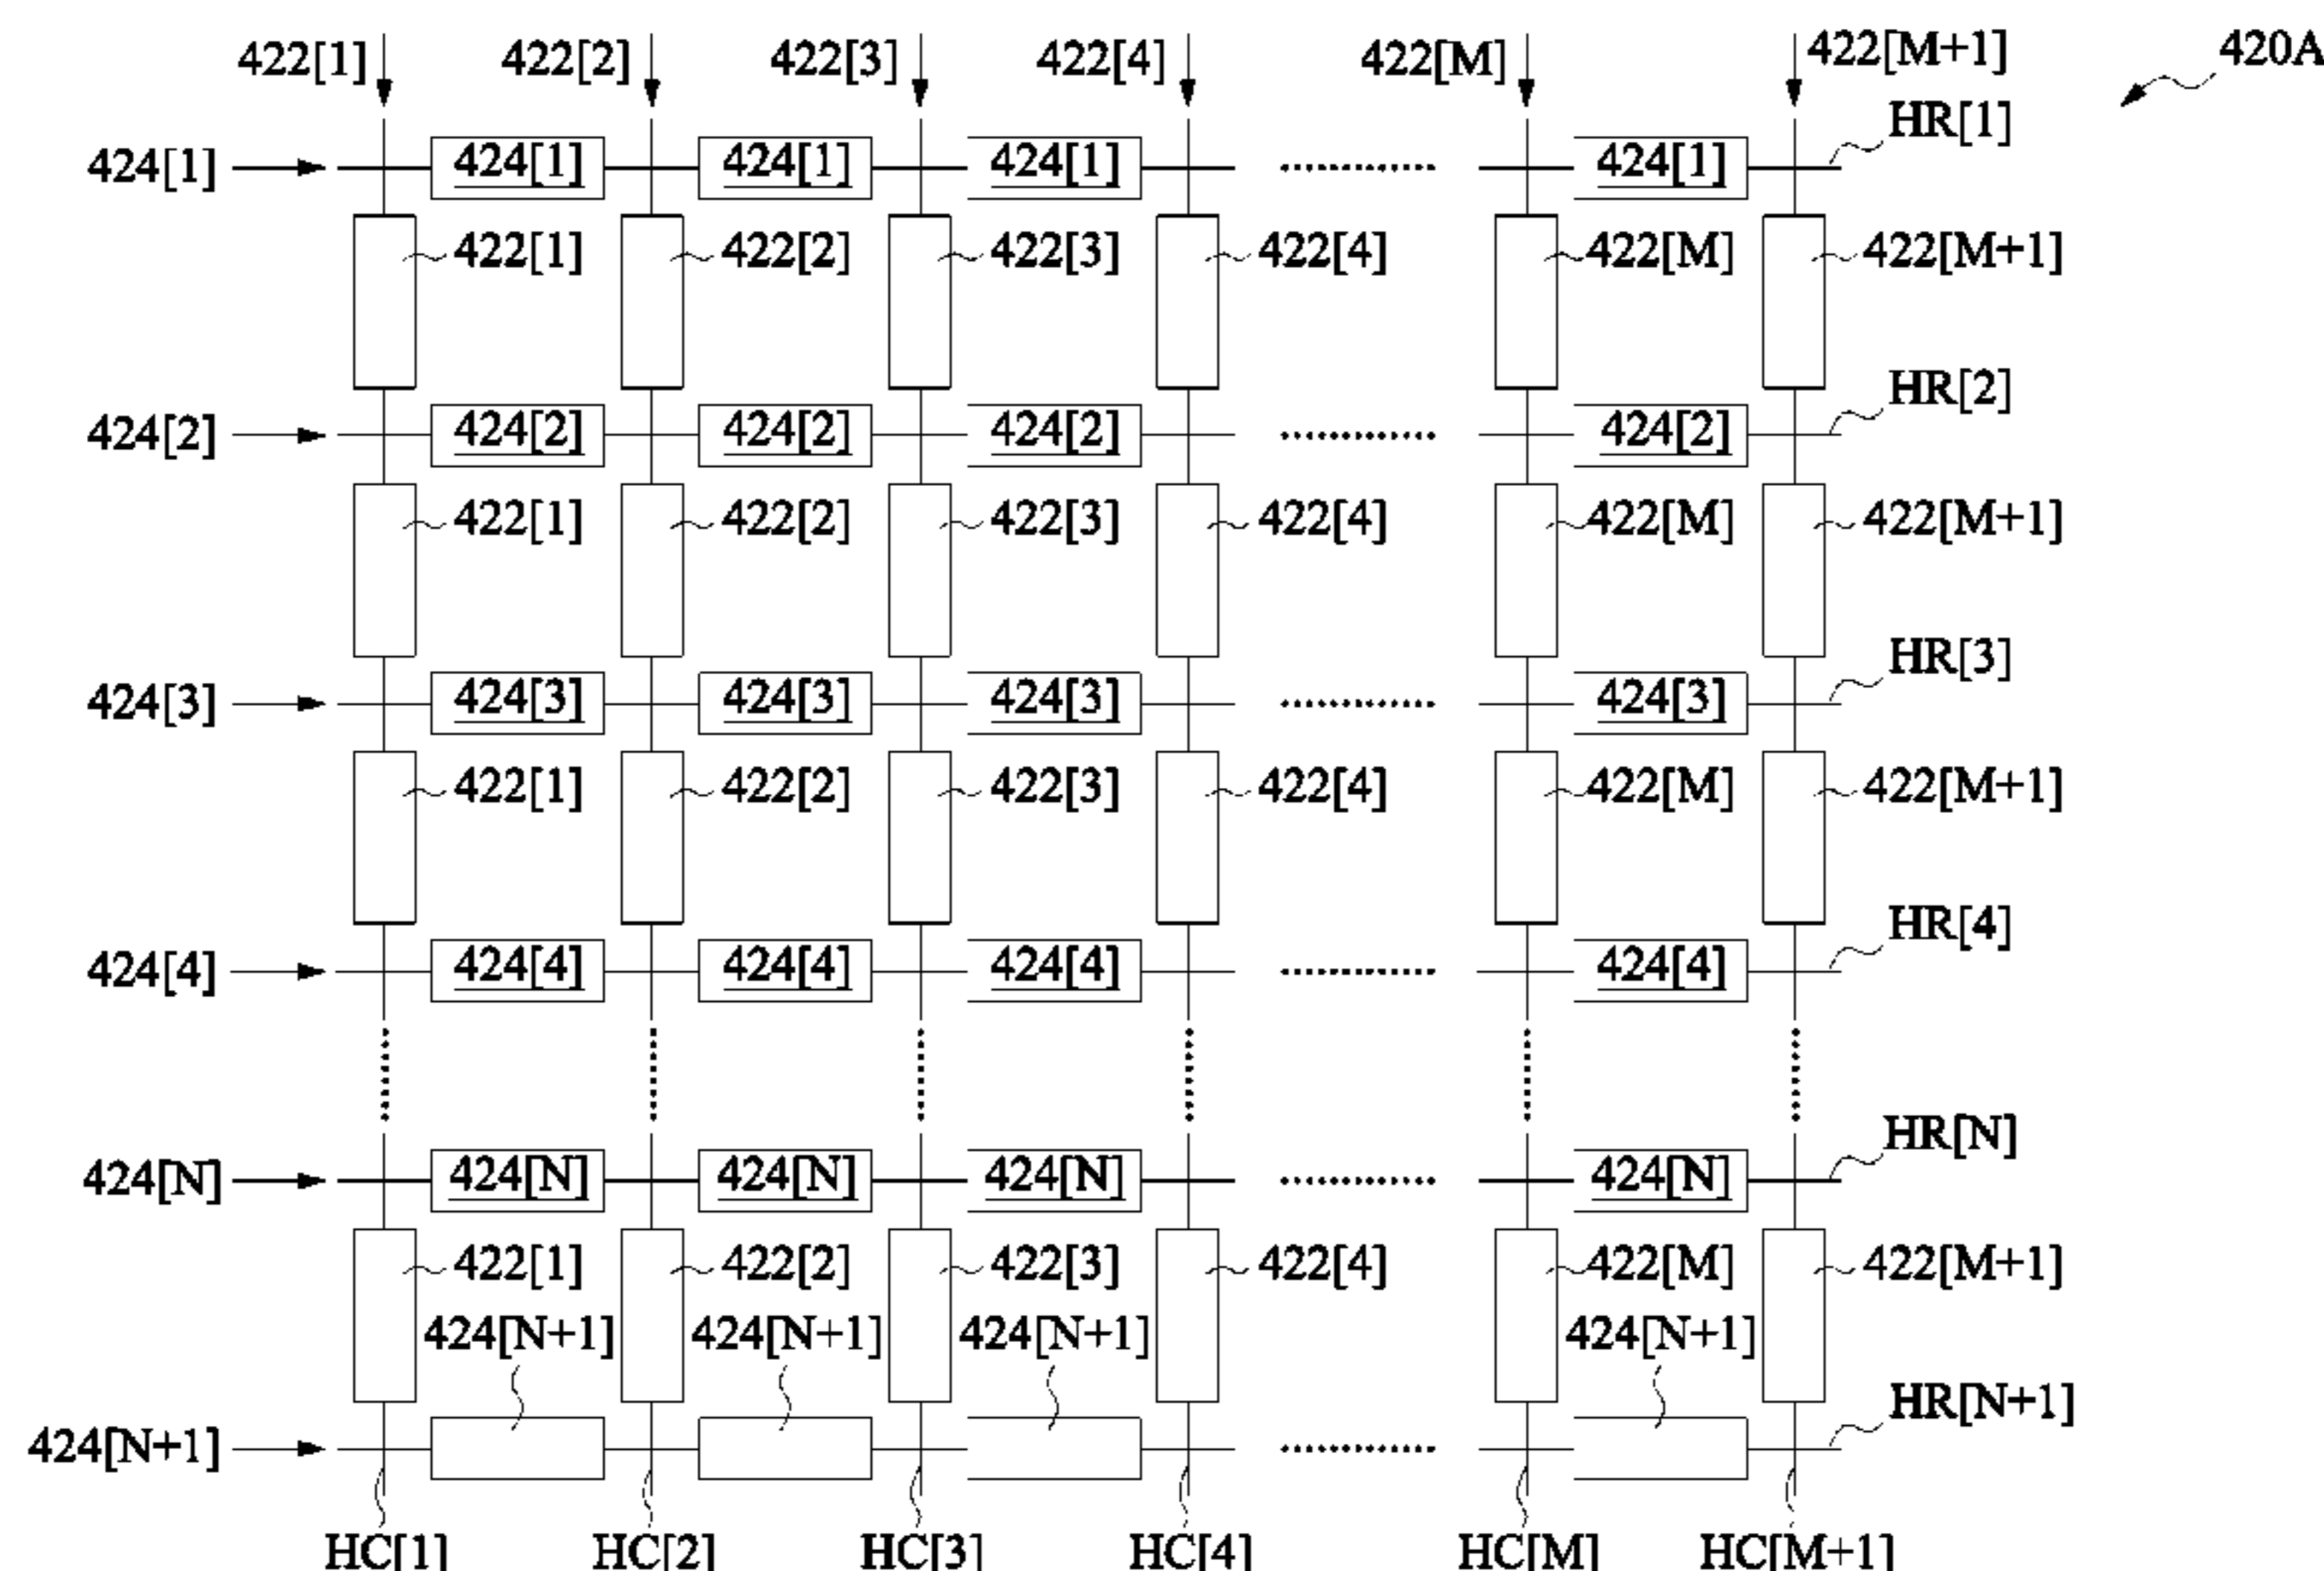 422[1] 422[2] 422[3] 422[4] 422[M] 422[M+1] 420A
HR[1]
424[1] 424[1] 424[1] 424[1] 424[1]
422[1] 422[2] 422[3] 422[4] 422[M] 422[M+1]
HR[2]
424[2] 424[2] 424[2] 424[2] 424[2]
422[1] 422[2] 422[3] 422[4] 422[M] 422[M+1]
HR[3]
424[3] 424[3] 424[3] 424[3] 424[3]
422[1] 422[2] 422[3] 422[4] 422[M] 422[M+1]
HR[4]
424[4] 424[4] 424[4] 424[4] 424[4]
HR[N]
424[N] 424[N] 424[N] 424[N] 424[N]
422[1] 422[2] 422[3] 422[4] 422[M] 422[M+1]
424[N+1] 424[N+1] 424[N+1] 424[N+1]
HR[N+1]
424[N+1]
HC[1] HC[2] HC[3] HC[4] HC[M] HC[M+1]